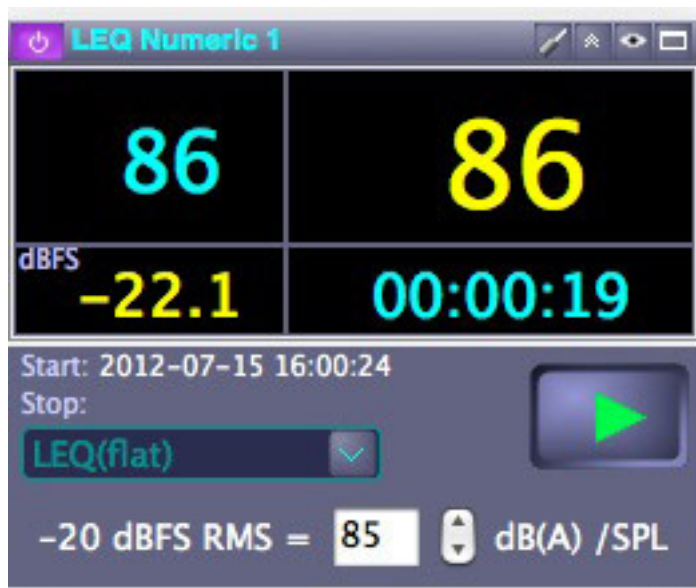 LEQ Numeric 1
86 86
dBFS
-22.1 00:00:19
Start: 2012-07-15 16:00:24
Stop:
LEQ(flat)
-20 dBFS RMS = 85 dB(A) /SPL